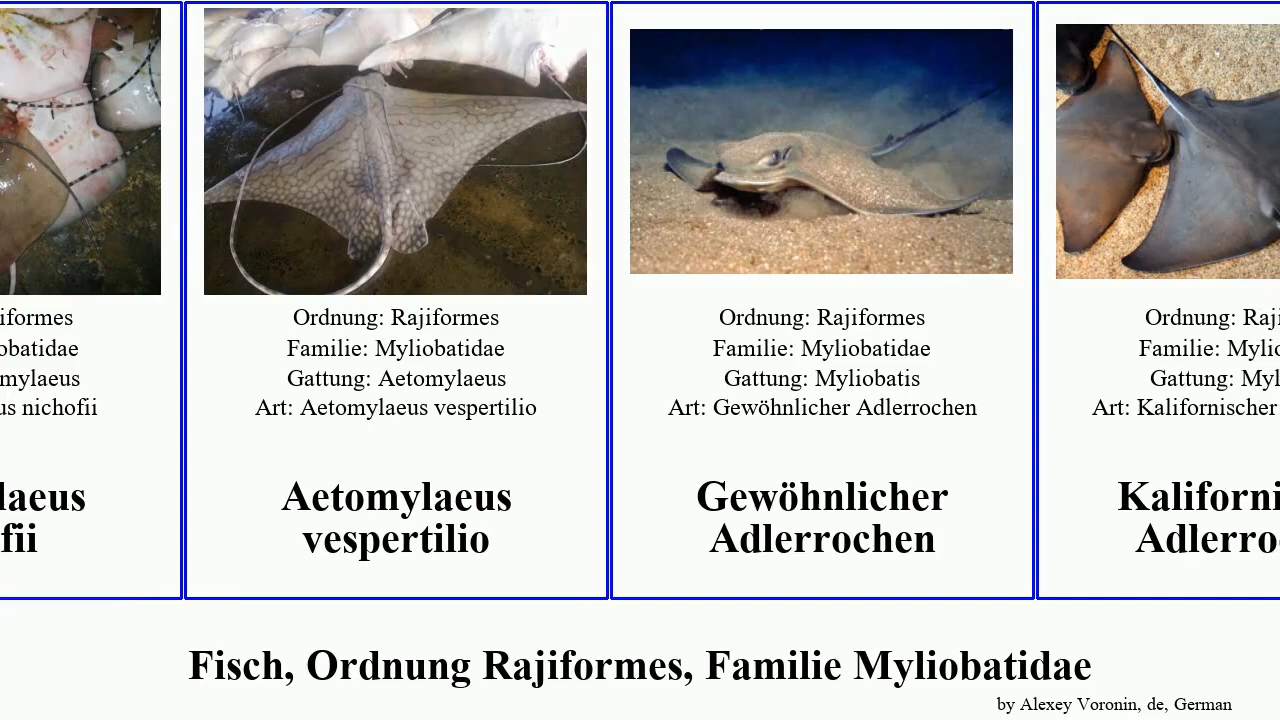 iformes
obatidae
mylaeus
us nichofii
laeus
fii
Ordnung: Rajiformes
Familie: Myliobatidae
Gattung: Aetomylaeus
Art: Aetomylaeus vespertilio
Aetomylaeus
vespertilio
Ordnung: Rajiformes
Familie: Myliobatidae
Gattung: Myliobatis
Art: Gewöhnlicher Adlerrochen
Gewöhnlicher
Adlerrochen
Ordnung: Raji
Familie: Mylio
Gattung: Myl
Art: Kalifornischer
Kaliforni
Adlerro
Fisch, Ordnung Rajiformes, Familie Myliobatidae
by Alexey Voronin, de, German